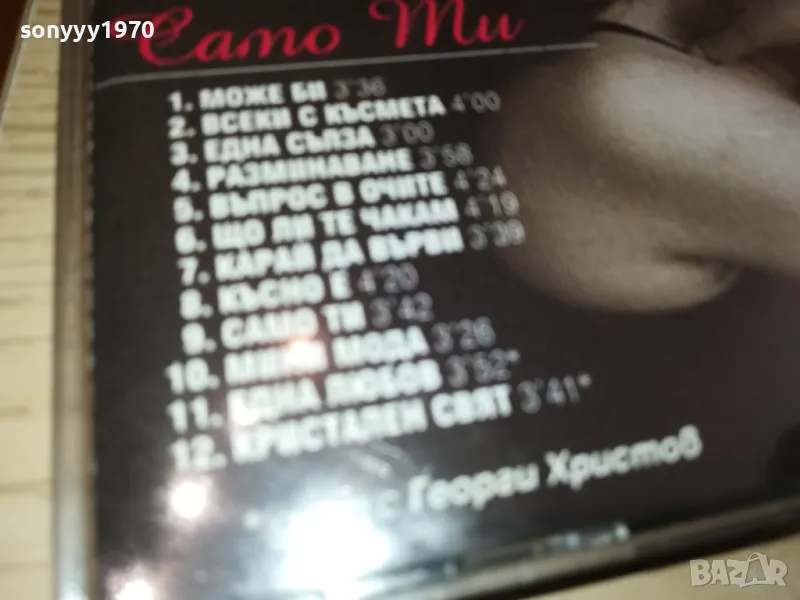 sonyyy1970
Само Ти
1. МОЖЕ БИ 3'36
2. ВСЕКИ С КЪСМЕТА 4'00
3. ЕДНА СЪЛЗА 3'00
4. РАЗМИНАВАНЕ 3'58
5. ВЪПРОС В ОЧИТЕ 4'24
6. ЩО ЛИ ТЕ ЧАКАМ 4'19
7. КАРАЙ ДА ВЪРВИ 3'39
8. КЪСНО Е 4'20
9. САМО ТИ 3'42
10. МИНИ МОДА 3'26
11. ЕДНА ЛЮБОВ 3'52*
12. КРИСТАЛЕН СВЯТ 3'41*
с Георги Христов
BAZAR